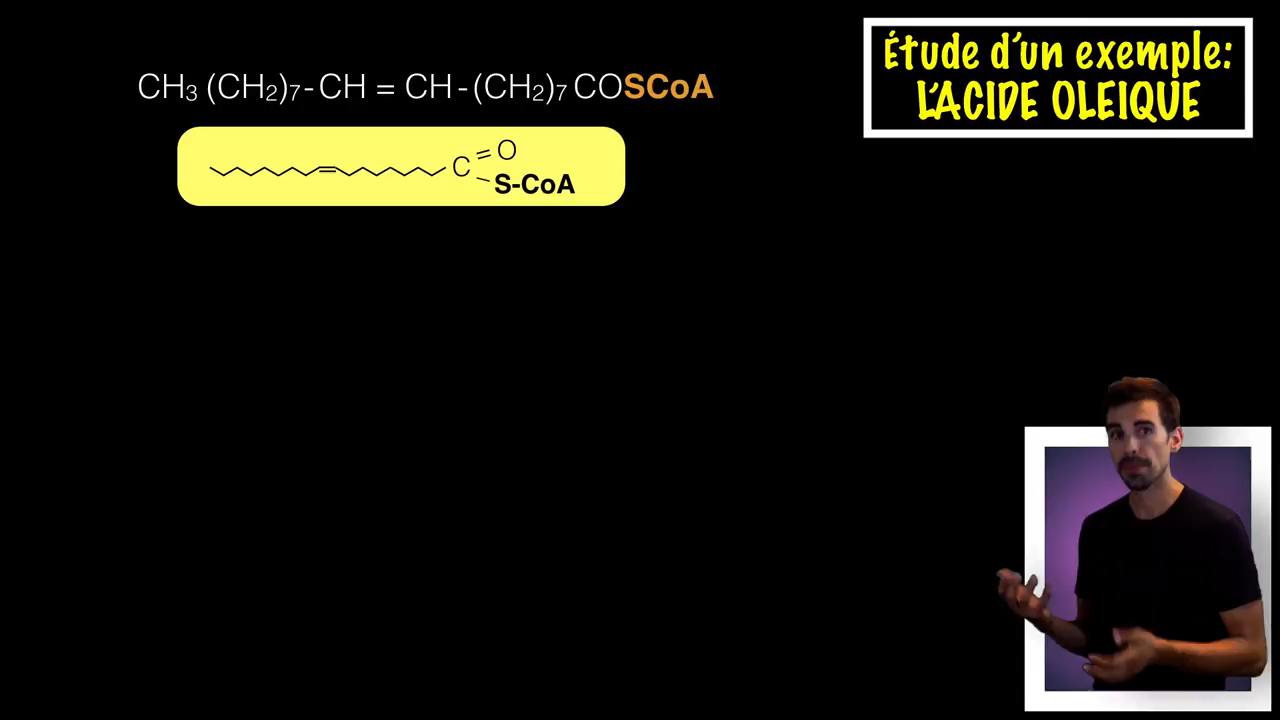 Étude d'un exemple:
L'ACIDE OLEIQUE
CH₃ (CH₂)₇ - CH = CH - (CH₂)₇ COSCoA
C = O
S-CoA